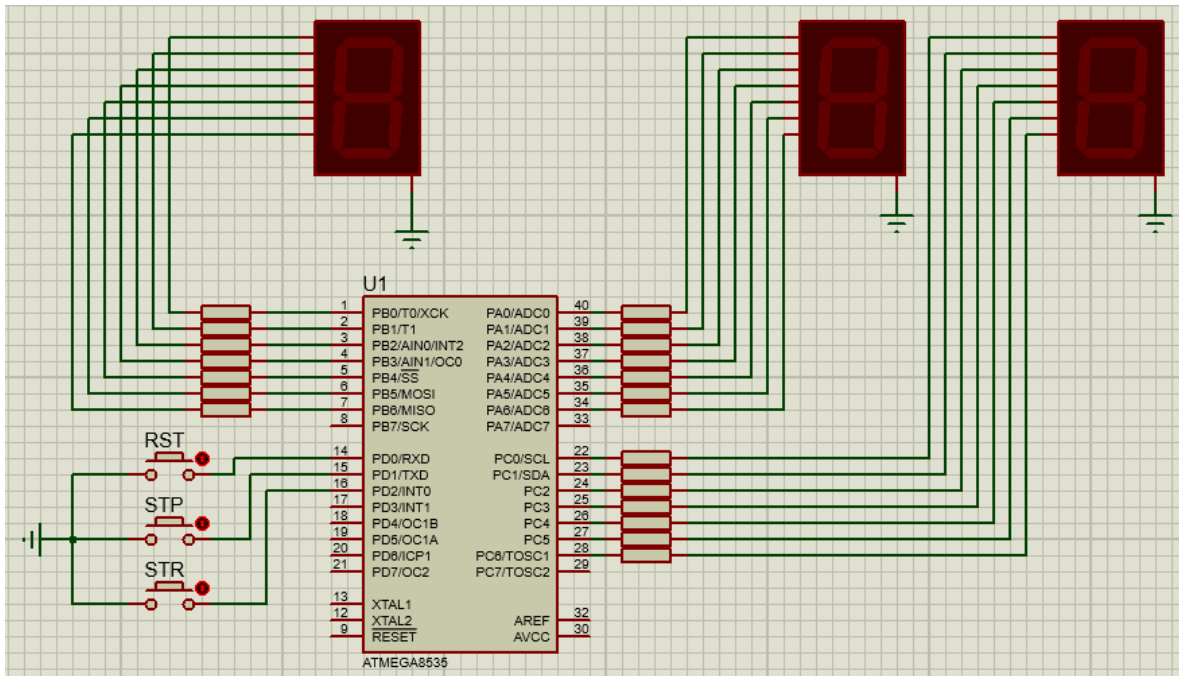 U1
1 PB0/T0/XCK PA0/ADC0 40
2 PB1/T1 PA1/ADC1 39
3 PB2/AIN0/INT2 PA2/ADC2 38
4 PB3/AIN1/OC0 PA3/ADC3 37
5 PB4/SS PA4/ADC4 36
6 PB5/MOSI PA5/ADC5 35
7 PB6/MISO PA6/ADC6 34
8 PB7/SCK PA7/ADC7 33
RST
14 PD0/RXD PC0/SCL 22
15 PD1/TXD PC1/SDA 23
16 PD2/INT0 PC2 24
17 PD3/INT1 PC3 25
STP
18 PD4/OC1B PC4 26
19 PD5/OC1A PC5 27
20 PD6/ICP1 PC6/TOSC1 28
21 PD7/OC2 PC7/TOSC2 29
STR
13 XTAL1
12 XTAL2 AREF 32
9 RESET AVCC 30
ATMEGA8535